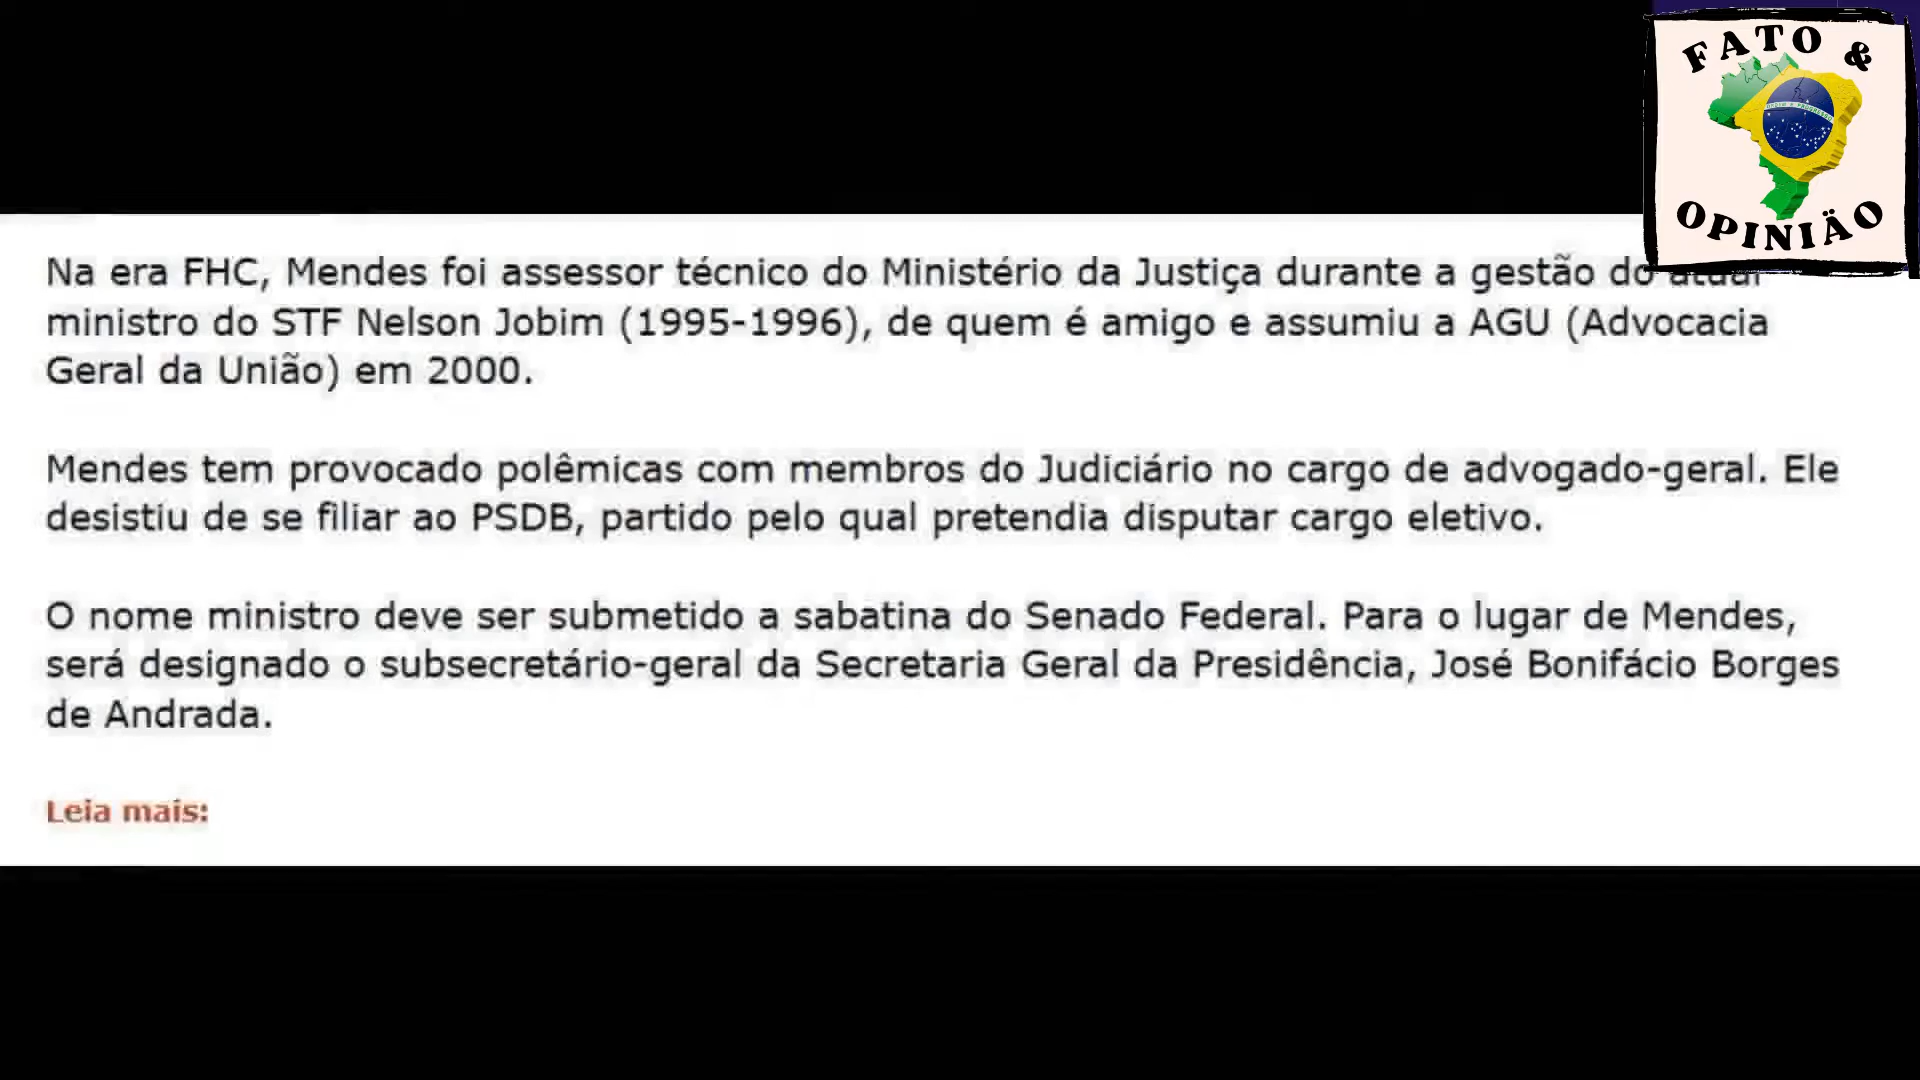 FATO &
OPINIÃO
Na era FHC, Mendes foi assessor técnico do Ministério da Justiça durante a gestão do atual
ministro do STF Nelson Jobim (1995-1996), de quem é amigo e assumiu a AGU (Advocacia
Geral da União) em 2000.
Mendes tem provocado polêmicas com membros do Judiciário no cargo de advogado-geral. Ele
desistiu de se filiar ao PSDB, partido pelo qual pretendia disputar cargo eletivo.
O nome ministro deve ser submetido a sabatina do Senado Federal. Para o lugar de Mendes,
será designado o subsecretário-geral da Secretaria Geral da Presidência, José Bonifácio Borges
de Andrada.
Leia mais: